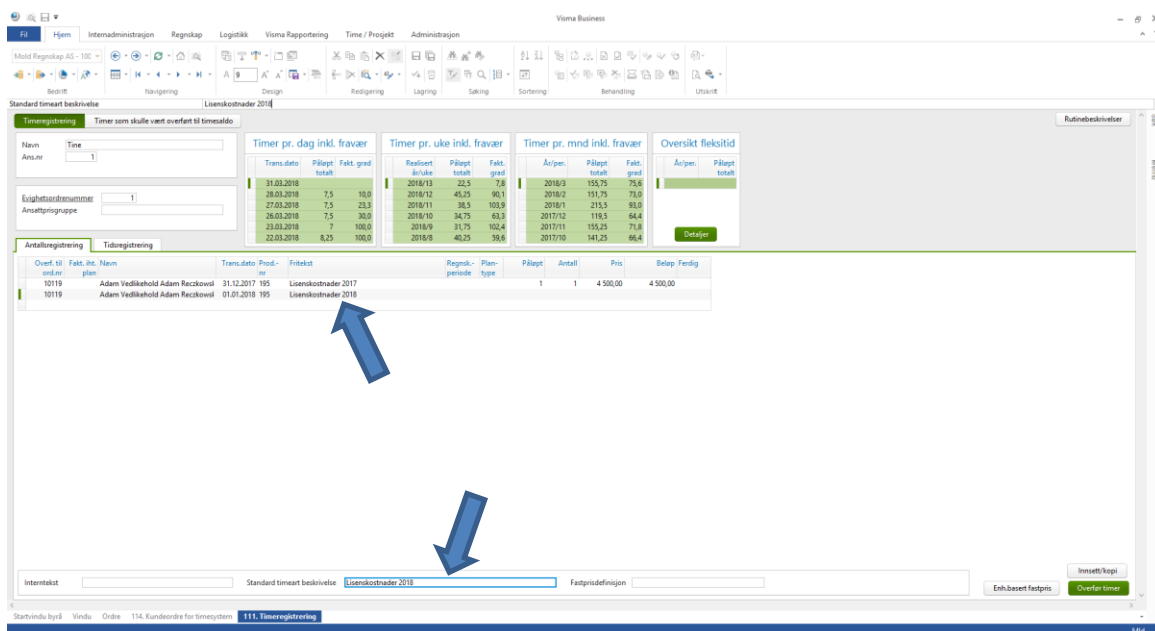 Visma Business
Fil Hjem Internadministrasjon Regnskap Logistikk Visma Rapportering Time / Prosjekt Administrasjon
Mold Regnskap AS - 100
A 9
Bedrift Navigering Design Redigering Lagring Søking Sortering Behandling Utskrift
Standard timeart beskrivelse Lisenskostnader 2018
Timeregistrering Timer som skulle vært overført til timesaldo Rutinebeskrivelser
Navn Tine
Ans.nr 1
Evighetsordrenummer 1
Ansattprisgruppe
Timer pr. dag inkl. fravær
Trans.dato Påløpt totalt Fakt. grad
31.03.2018
28.03.2018 7,5 10,0
27.03.2018 7,5 23,3
26.03.2018 7,5 30,0
23.03.2018 7 100,0
22.03.2018 8,25 100,0
Timer pr. uke inkl. fravær
Realisert år/uke Påløpt totalt Fakt. grad
2018/13 22,5 7,8
2018/12 45,25 90,1
2018/11 38,5 103,9
2018/10 34,75 63,3
2018/9 31,75 102,4
2018/8 40,25 59,6
Timer pr. mnd inkl. fravær
År/per. Påløpt totalt Fakt. grad
2018/3 155,75 75,6
2018/2 151,75 73,0
2018/1 215,5 93,0
2017/12 119,5 64,4
2017/11 155,25 71,8
2017/10 141,25 66,4
Oversikt fleksitid
År/per. Påløpt totalt
Detaljer
Antallsregistrering Tidsregistrering
Overf. til ord.nr Fakt. iht. plan Navn Trans.dato Prod.-nr Fritekst Regnsk.-periode Plan-type Påløpt Antall Pris Beløp Ferdig
10119 Adam Vedlikehold Adam Reczkowsl 31.12.2017 195 Lisenskostnader 2017 1 1 4 500,00 4 500,00
10119 Adam Vedlikehold Adam Reczkowsl 01.01.2018 195 Lisenskostnader 2018
Interntekst Standard timeart beskrivelse Lisenskostnader 2018 Fastprisdefinisjon
Innsett/kopi
Enh.basert fastpris Overfør timer
Startvindu byrå Vindu Ordre 114. Kundeordre for timesystem 111. Timeregistrering